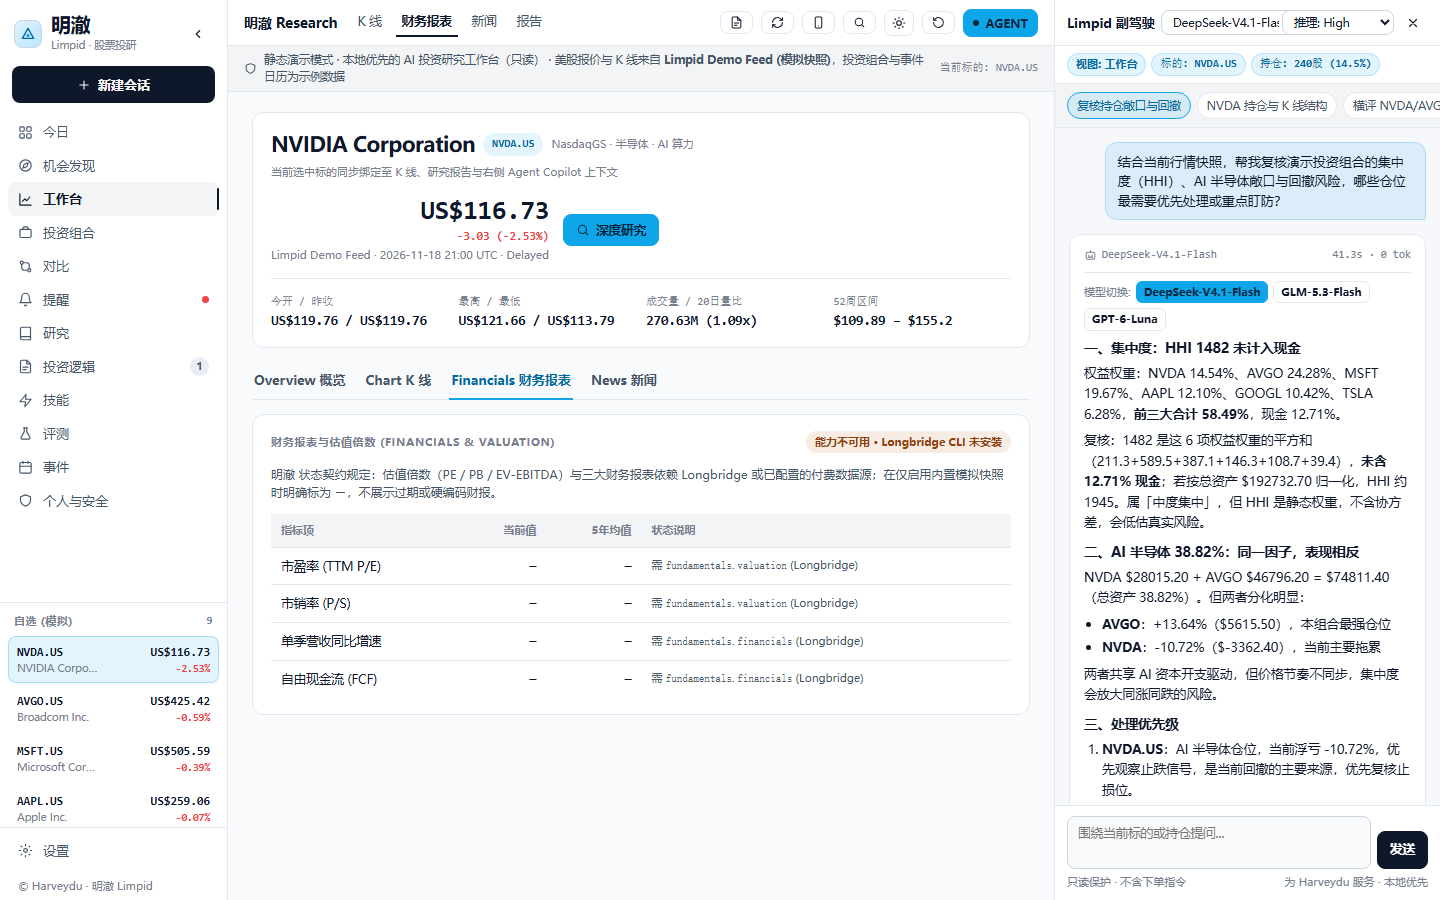 明澈
Limpid · 股票投研
新建会话
今日
机会发现
工作台
投资组合
对比
提醒
研究
投资逻辑 1
技能
评测
事件
个人与安全
自选 (模拟) 9
NVDA.US US$116.73
NVIDIA Corpo... -2.53%
AVGO.US US$425.42
Broadcom Inc. -0.59%
MSFT.US US$505.59
Microsoft Cor... -0.39%
AAPL.US US$259.06
Apple Inc. -0.07%
设置
© Harveydu · 明澈 Limpid
明澈 Research K 线 财务报表 新闻 报告
AGENT
静态演示模式 · 本地优先的 AI 投资研究工作台（只读） · 美股报价与 K 线来自 Limpid Demo Feed (模拟快照)，投资组合与事件
日历为示例数据
当前标的: NVDA.US
NVIDIA Corporation NVDA.US NasdaqGS · 半导体 · AI 算力
当前选中标的同步绑定至 K 线、研究报告与右侧 Agent Copilot 上下文
US$116.73
-3.03 (-2.53%)
Limpid Demo Feed · 2026-11-18 21:00 UTC · Delayed
深度研究
今开 / 昨收 最高 / 最低 成交量 / 20日量比 52周区间
US$119.76 / US$119.76 US$121.66 / US$113.79 270.63M (1.09x) $109.89 – $155.2
Overview 概览 Chart K 线 Financials 财务报表 News 新闻
财务报表与估值倍数 (FINANCIALS & VALUATION)
能力不可用 • Longbridge CLI 未安装
明澈 状态契约规定：估值倍数（PE / PB / EV-EBITDA）与三大财务报表依赖 Longbridge 或已配置的付费数据源；在仅启用内置模拟快照
时明确标为 —，不展示过期或硬编码财报。
指标项 当前值 5年均值 状态说明
市盈率 (TTM P/E) — — 需 fundamentals.valuation (Longbridge)
市销率 (P/S) — — 需 fundamentals.valuation (Longbridge)
单季营收同比增速 — — 需 fundamentals.financials (Longbridge)
自由现金流 (FCF) — — 需 fundamentals.financials (Longbridge)
Limpid 副驾驶 DeepSeek-V4.1-Flas 推理: High
视图: 工作台 标的: NVDA.US 持仓: 240股 (14.5%)
复核持仓敞口与回撤 NVDA 持仓与 K 线结构 横评 NVDA/AVG
结合当前行情快照，帮我复核演示投资组合的集中
度（HHI）、AI 半导体敞口与回撤风险，哪些仓位
最需要优先处理或重点盯防？
DeepSeek-V4.1-Flash 41.3s · 0 tok
模型切换: DeepSeek-V4.1-Flash GLM-5.3-Flash
GPT-6-Luna
一、集中度：HHI 1482 未计入现金
权益权重：NVDA 14.54%、AVGO 24.28%、MSFT
19.67%、AAPL 12.10%、GOOGL 10.42%、TSLA
6.28%，前三大合计 58.49%，现金 12.71%。
复核：1482 是这 6 项权益权重的平方和
（211.3+589.5+387.1+146.3+108.7+39.4），未含
12.71% 现金；若按总资产 $192732.70 归一化，HHI 约
1945。属「中度集中」，但 HHI 是静态权重，不含协方
差，会低估真实风险。
二、AI 半导体 38.82%：同一因子，表现相反
NVDA $28015.20 + AVGO $46796.20 = $74811.40
（总资产 38.82%）。但两者分化明显：
• AVGO：+13.64%（$5615.50），本组合最强仓位
• NVDA：-10.72%（$-3362.40），当前主要拖累
两者共享 AI 资本开支驱动，但价格节奏不同步，集中度
会放大同涨同跌的风险。
三、处理优先级
1. NVDA.US：AI 半导体仓位，当前浮亏 -10.72%，优
先观察止跌信号，是当前回撤的主要来源，优先复核止
损位。
围绕当前标的或持仓提问...
发送
只读保护 · 不含下单指令 为 Harveydu 服务 · 本地优先